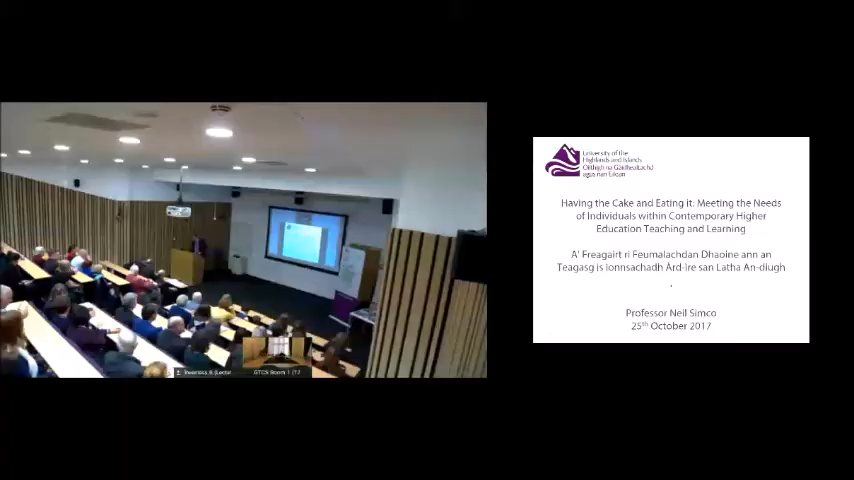 University of the
Highlands and Islands
Oilthigh na Gàidhealtachd
agus nan Eilean
Having the Cake and Eating it: Meeting the Needs
of Individuals within Contemporary Higher
Education Teaching and Learning
A' Freagairt ri Feumalachdan Dhaoine ann an
Teagasg is Ionnsachadh Àrd-ìre san Latha An-diugh
.
Professor Neil Simco
25th October 2017